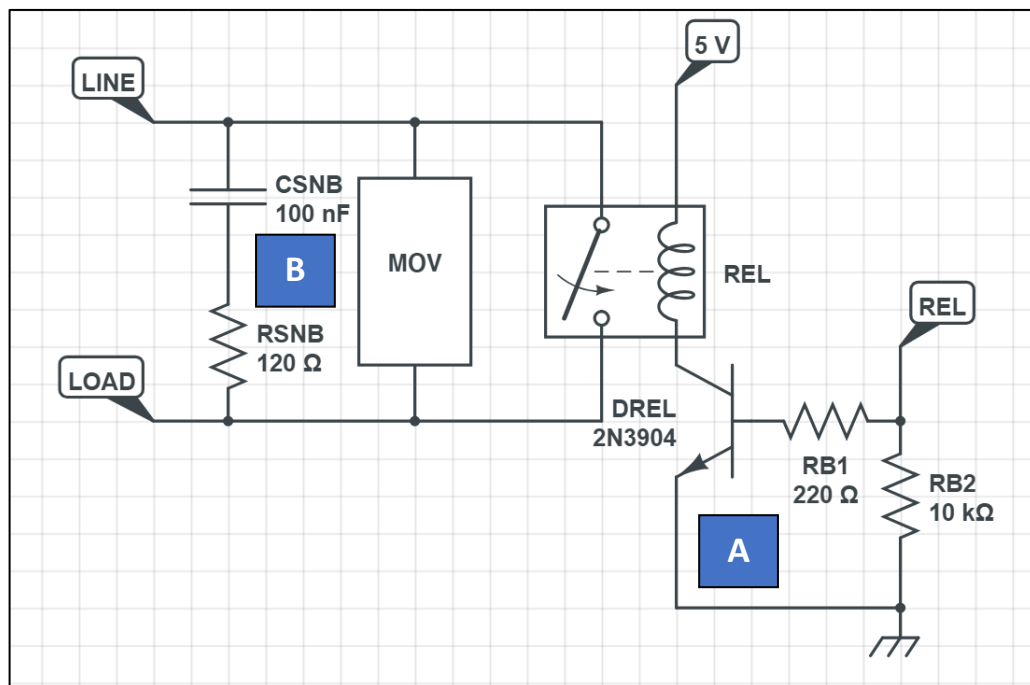 5 V
LINE
CSNB
100 nF
MOV
B
REL
REL
RSNB
120 Ω
LOAD
DREL
2N3904
RB1
220 Ω
RB2
10 kΩ
A